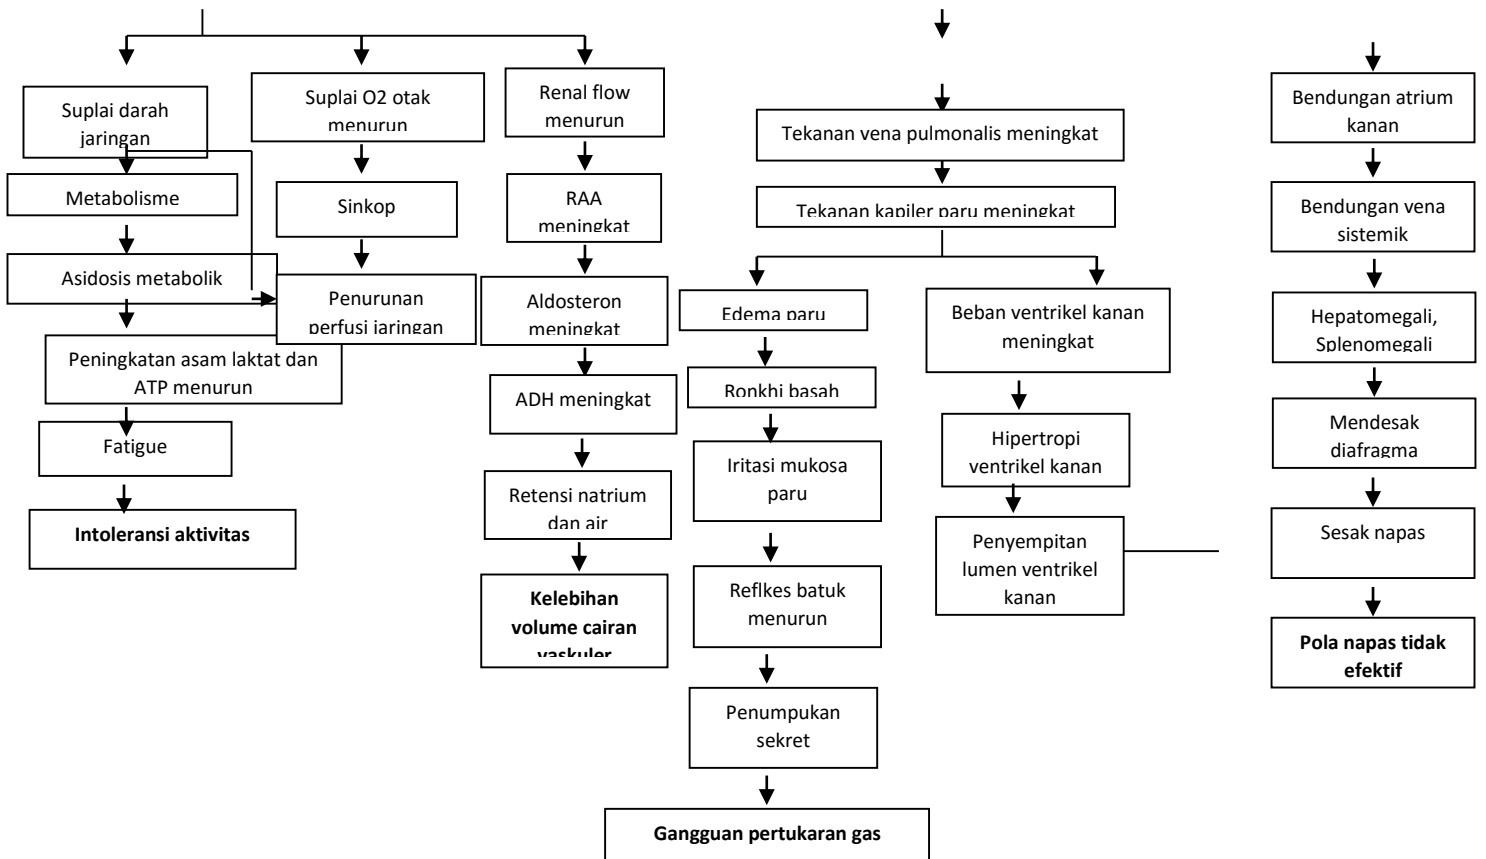 Suplai darah
jaringan
Metabolisme
Asidosis metabolik
Peningkatan asam laktat dan
ATP menurun
Fatigue
Intoleransi aktivitas
Suplai O2 otak
menurun
Sinkop
Penurunan
perfusi jaringan
Renal flow
menurun
RAA
meningkat
Aldosteron
meningkat
ADH meningkat
Retensi natrium
dan air
Kelebihan
volume cairan
vaskuler
Tekanan vena pulmonalis meningkat
Tekanan kapiler paru meningkat
Edema paru
Ronkhi basah
Iritasi mukosa
paru
Reflkes batuk
menurun
Penumpukan
sekret
Gangguan pertukaran gas
Beban ventrikel kanan
meningkat
Hipertropi
ventrikel kanan
Penyempitan
lumen ventrikel
kanan
Bendungan atrium
kanan
Bendungan vena
sistemik
Hepatomegali,
Splenomegali
Mendesak
diafragma
Sesak napas
Pola napas tidak
efektif